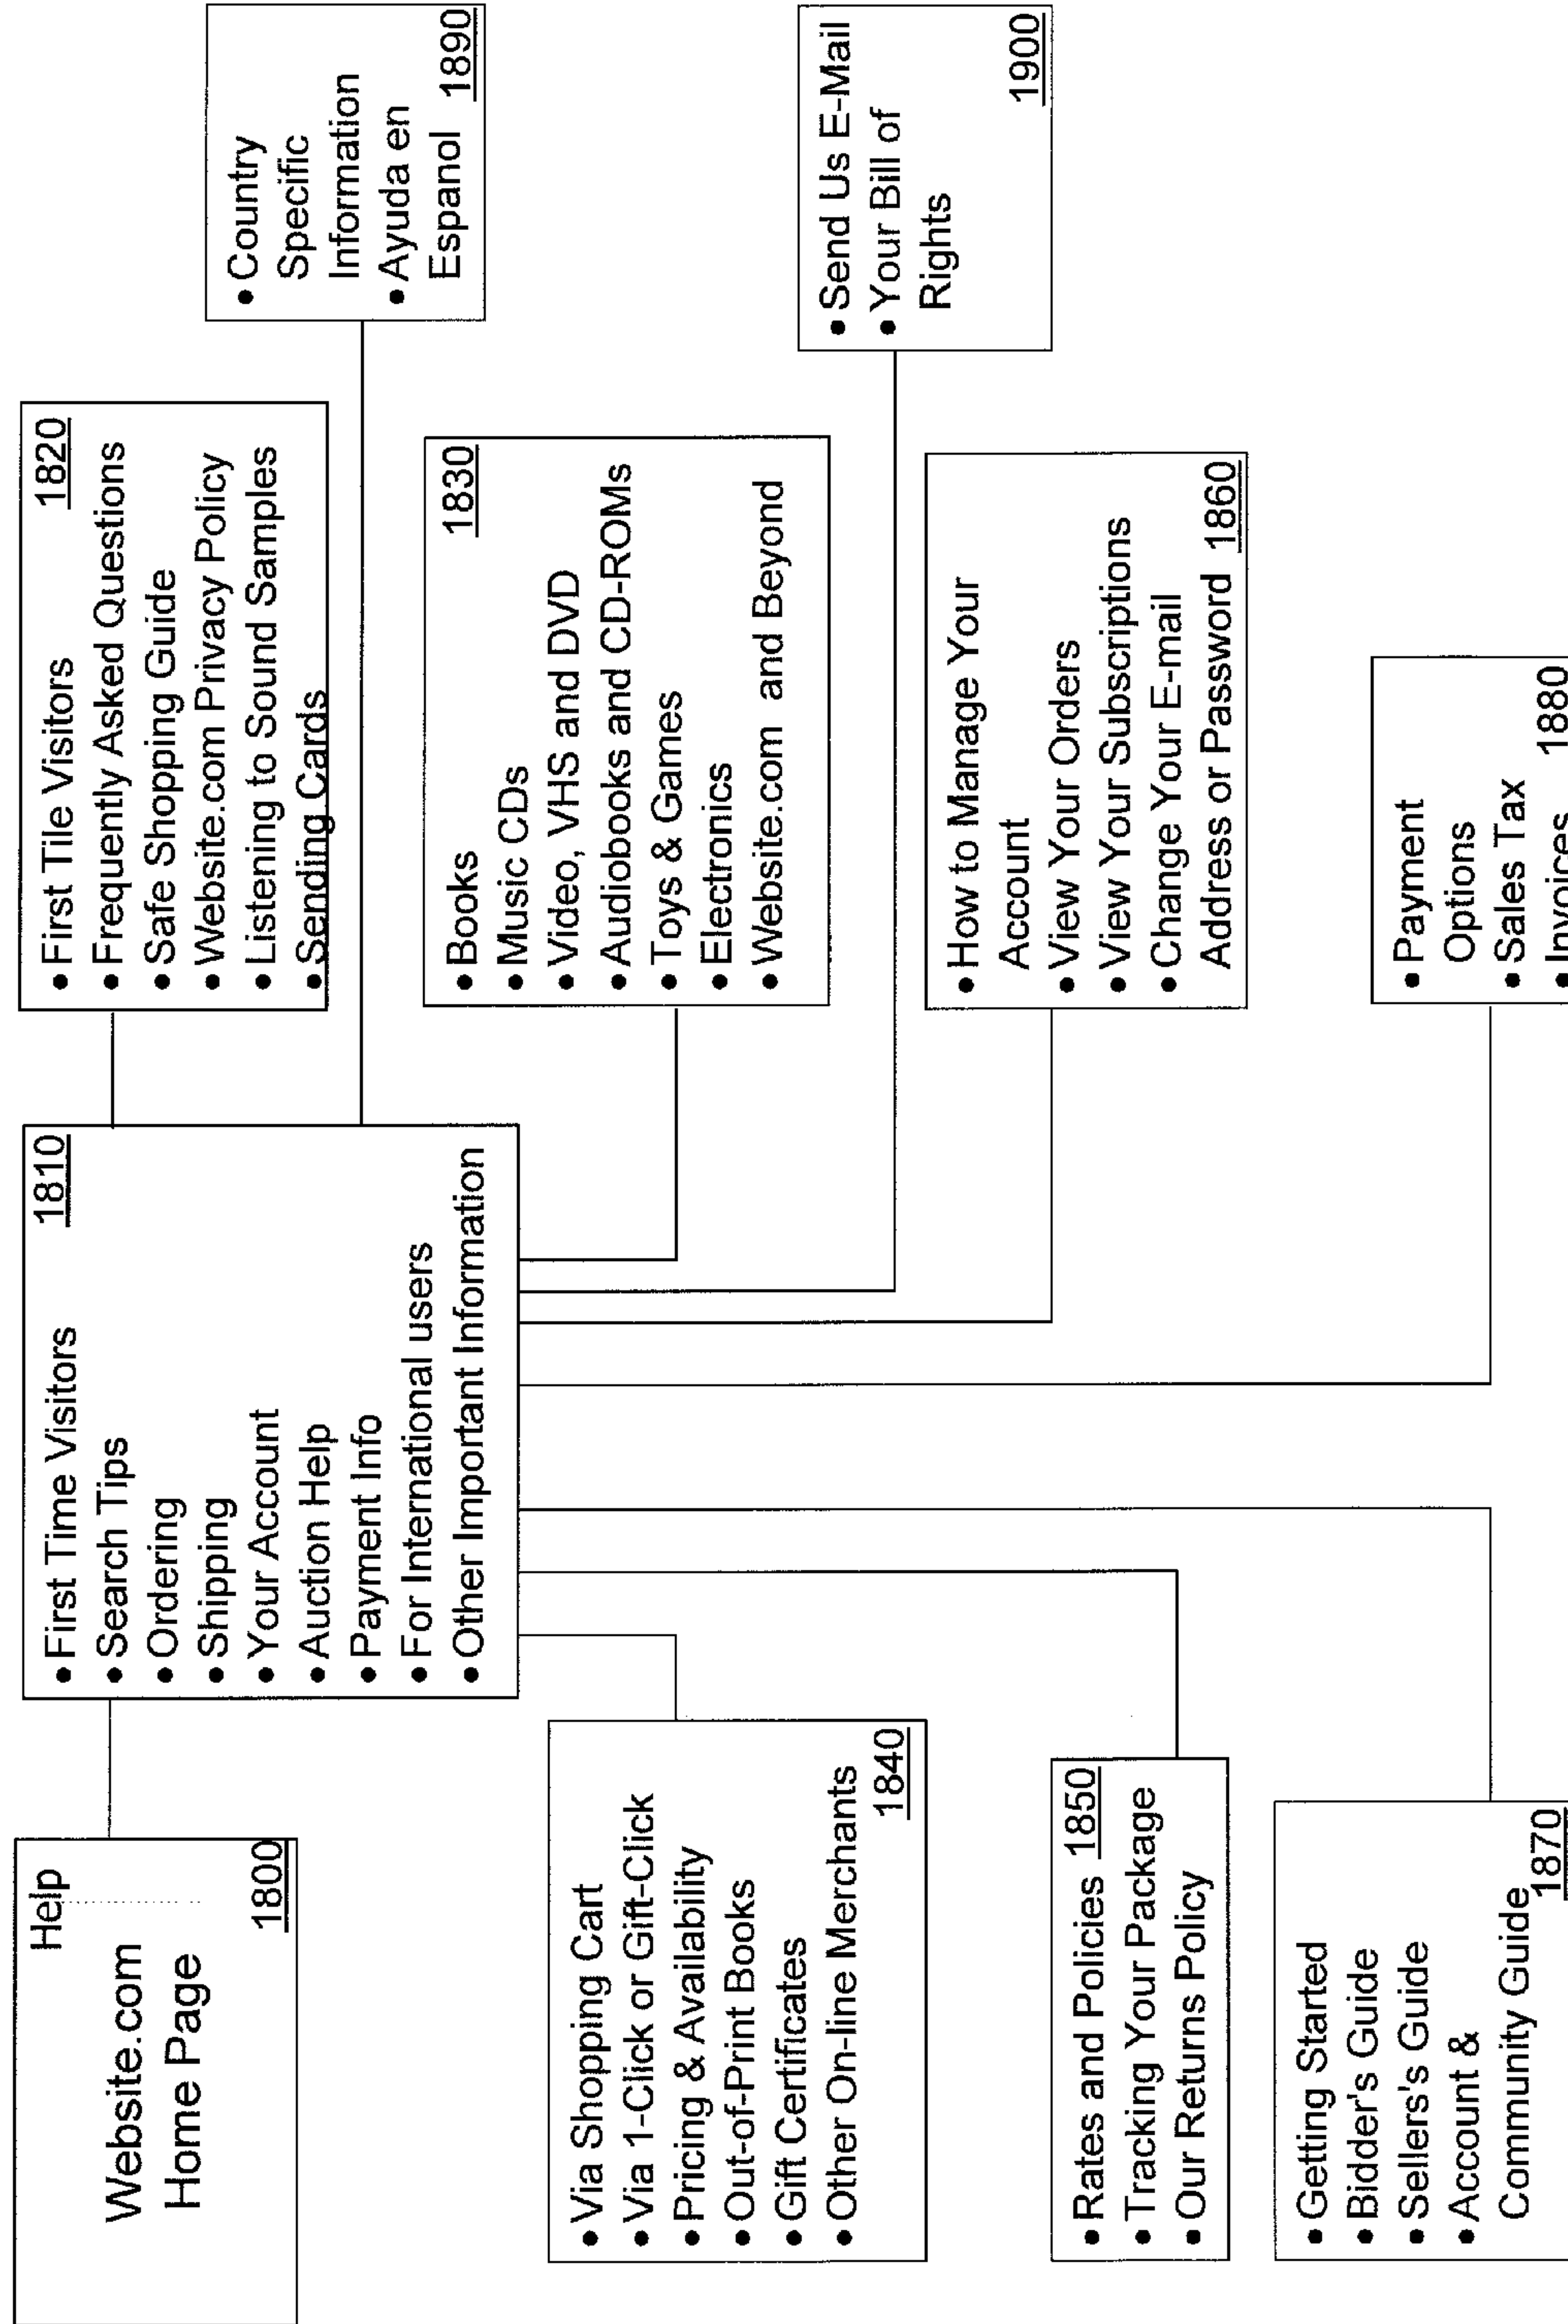 Help
Website.com
Home Page
1800
• First Time Visitors
1810
• Search Tips
• Ordering
• Shipping
• Your Account
• Auction Help
• Payment Info
• For International users
• Other Important Information
• First Tile Visitors
1820
• Frequently Asked Questions
• Safe Shopping Guide
• Website.com Privacy Policy
• Listening to Sound Samples
• Sending Cards
• Country
Specific
Information
• Ayuda en
Espanol 1890
• Books
1830
• Music CDs
• Video, VHS and DVD
• Audiobooks and CD-ROMs
• Toys & Games
• Electronics
• Website.com and Beyond
• Via Shopping Cart
• Via 1-Click or Gift-Click
• Pricing & Availability
• Out-of-Print Books
• Gift Certificates
• Other On-line Merchants
1840
• Send Us E-Mail
• Your Bill of
Rights
1900
• How to Manage Your
Account
• View Your Orders
• View Your Subscriptions
• Change Your E-mail
Address or Password 1860
• Rates and Policies 1850
• Tracking Your Package
• Our Returns Policy
• Getting Started
• Bidder's Guide
• Sellers's Guide
• Account &
Community Guide
1870
• Payment
Options
• Sales Tax
• Invoices 1880